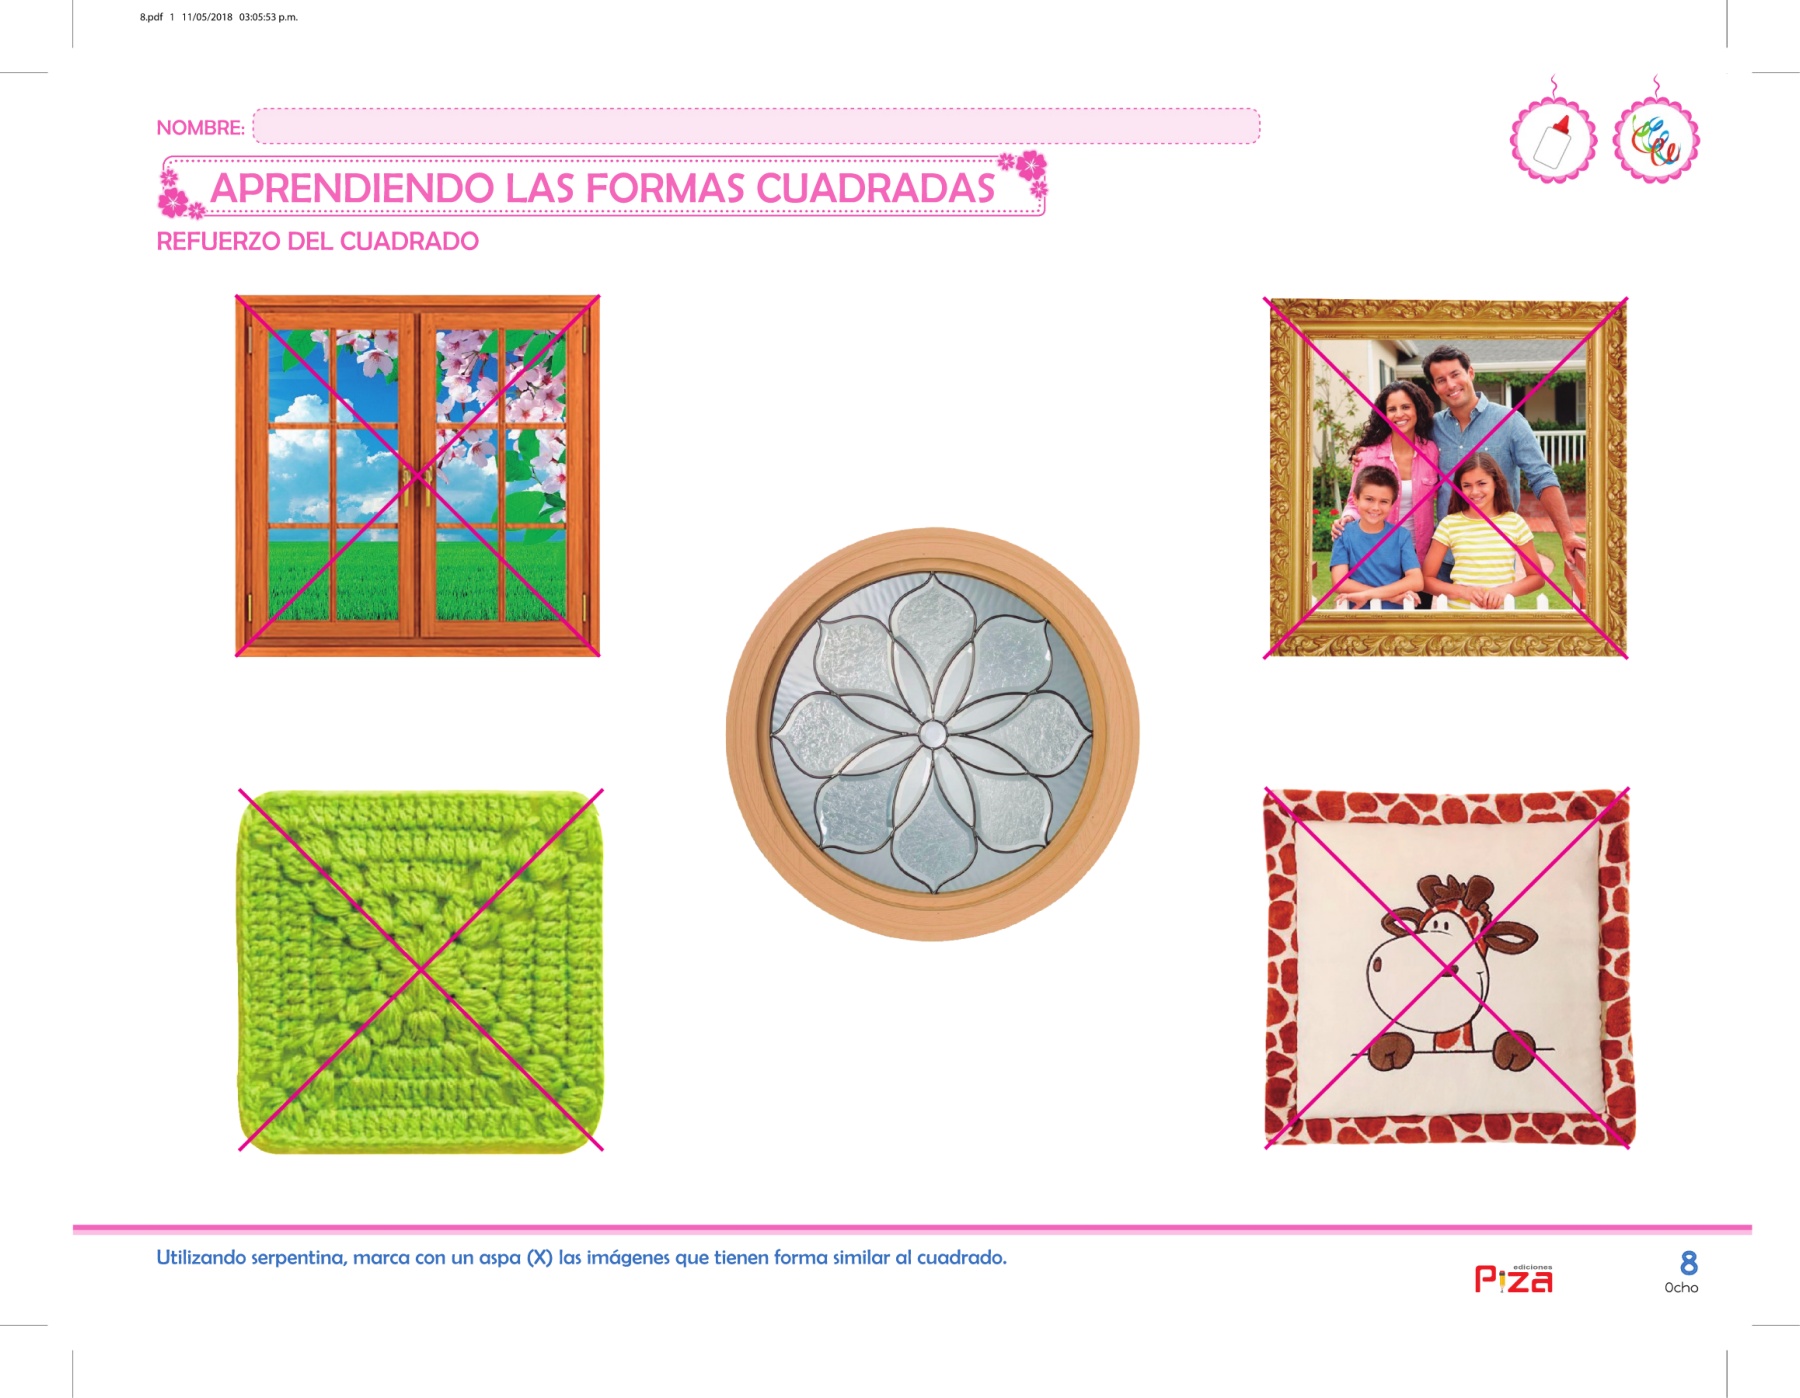 8.pdf 1 11/05/2018 03:05:53 p.m.
NOMBRE:
APRENDIENDO LAS FORMAS CUADRADAS
REFUERZO DEL CUADRADO
Utilizando serpentina, marca con un aspa (X) las imágenes que tienen forma similar al cuadrado.
ediciones
Piza
8
Ocho